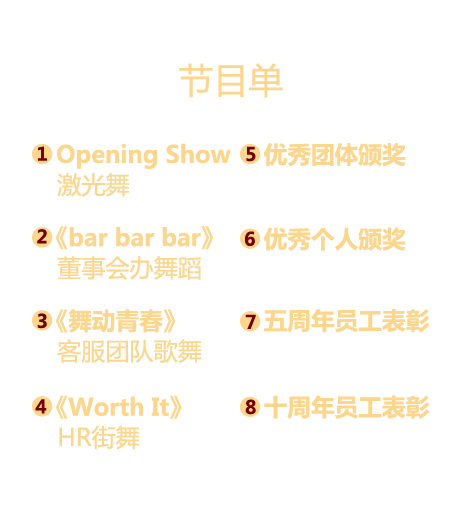 节目单
1 Opening Show
激光舞
2 《bar bar bar》
董事会办舞蹈
3 《舞动青春》
客服团队歌舞
4 《Worth It》
HR街舞
5 优秀团体颁奖
6 优秀个人颁奖
7 五周年员工表彰
8 十周年员工表彰